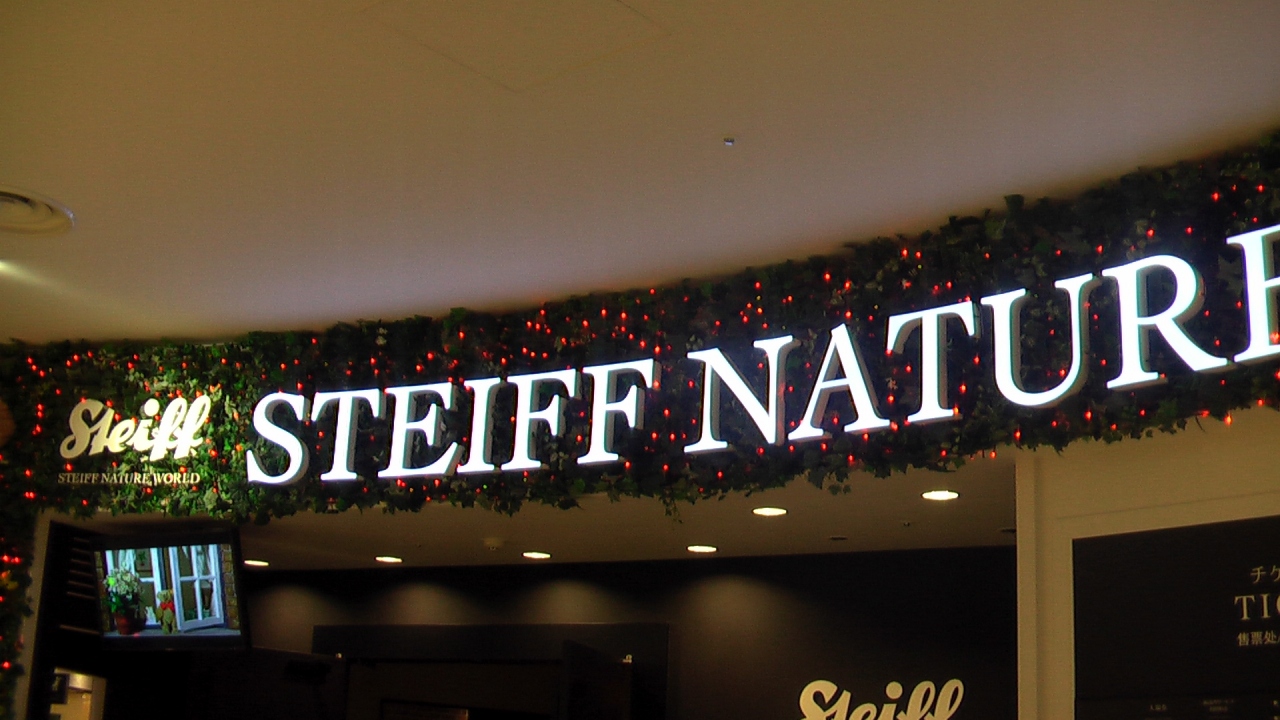 Steiff
STEIFF NATURE WORLD
STEIFF NATURE
チケ
TIC
售票处
Steiff